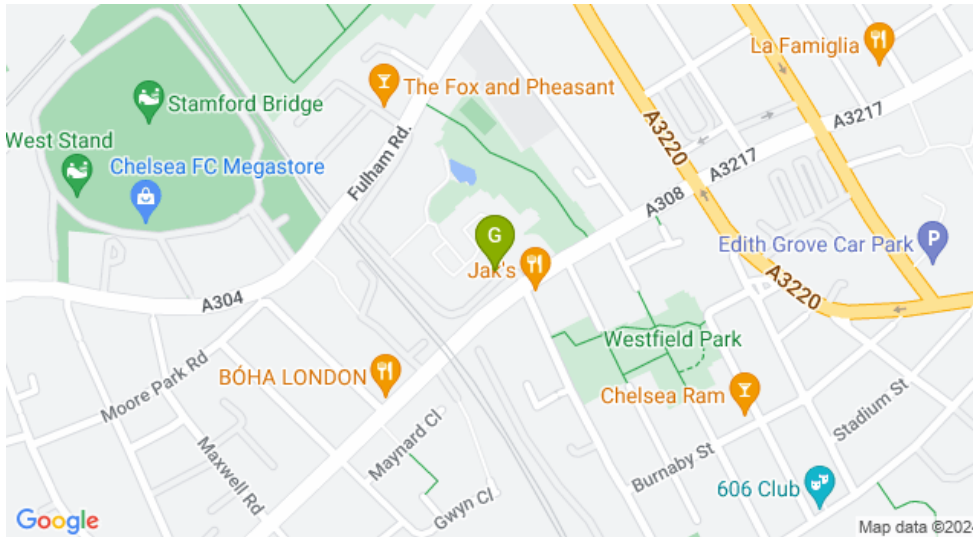 La Famiglia
The Fox and Pheasant
Stamford Bridge
West Stand
Chelsea FC Megastore
Fulham Rd.
A3220
A3217
A3217
A308
G
Edith Grove Car Park
P
Jak's
A3220
A304
Westfield Park
BÓHA LONDON
Moore Park Rd
Chelsea Ram
Maynard Cl
Stadium St
Maxwell Rd
Burnaby St
606 Club
Gwyn Cl
Google
Map data ©2024